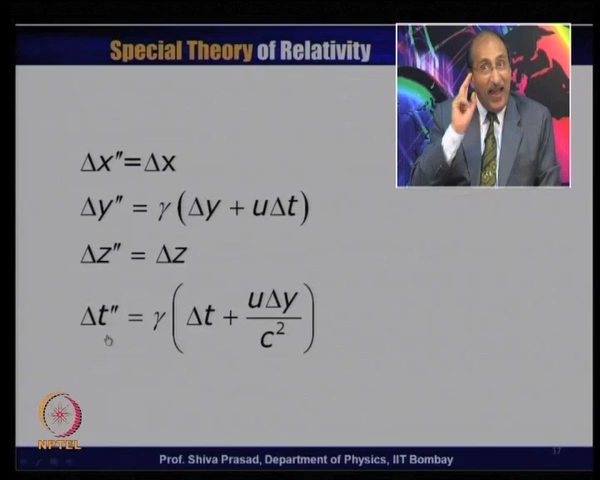 Special Theory of Relativity
Δx″=Δx
Δy″ = γ(Δy + uΔt)
Δz″ = Δz
Δt″ = γ(Δt + uΔy/c²)
NPTEL
Prof. Shiva Prasad, Department of Physics, IIT Bombay
17